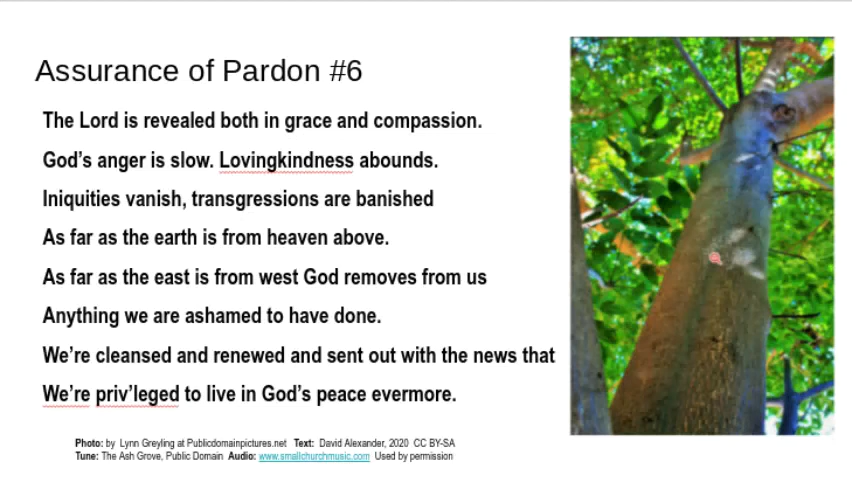 Assurance of Pardon #6
The Lord is revealed both in grace and compassion.
God’s anger is slow. Lovingkindness abounds.
Iniquities vanish, transgressions are banished
As far as the earth is from heaven above.
As far as the east is from west God removes from us
Anything we are ashamed to have done.
We’re cleansed and renewed and sent out with the news that
We’re priv’leged to live in God’s peace evermore.
Photo: by Lynn Greyling at Publicdomainpictures.net Text: David Alexander, 2020 CC BY-SA
Tune: The Ash Grove, Public Domain Audio: www.smallchurchmusic.com Used by permission